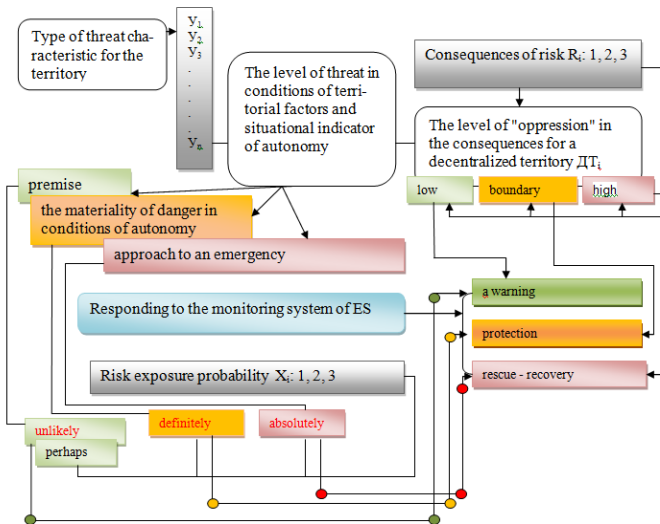 Type of threat cha-
racteristic for the
territory
y1.
y2.
y3
.
.
.
.
.
yn.
The level of threat in
conditions of terri-
torial factors and
situational indicator
of autonomy
Consequences of risk Ri: 1, 2, 3
The level of "oppression" in
the consequences for a
decentralized territory ДТi
low
boundary
high
premise
the materiality of danger in
conditions of autonomy
approach to an emergency
Responding to the monitoring system of ES
a warning
protection
rescue - recovery
Risk exposure probability Xi: 1, 2, 3
unlikely
definitely
absolutely
perhaps